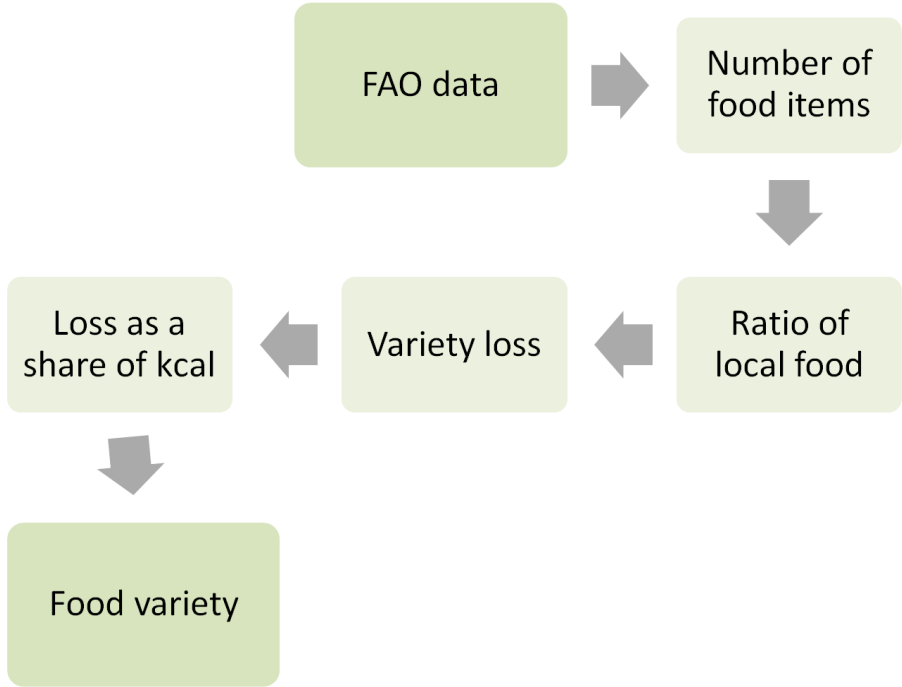 FAO data
Number of
food items
Ratio of
local food
Variety loss
Loss as a
share of kcal
Food variety